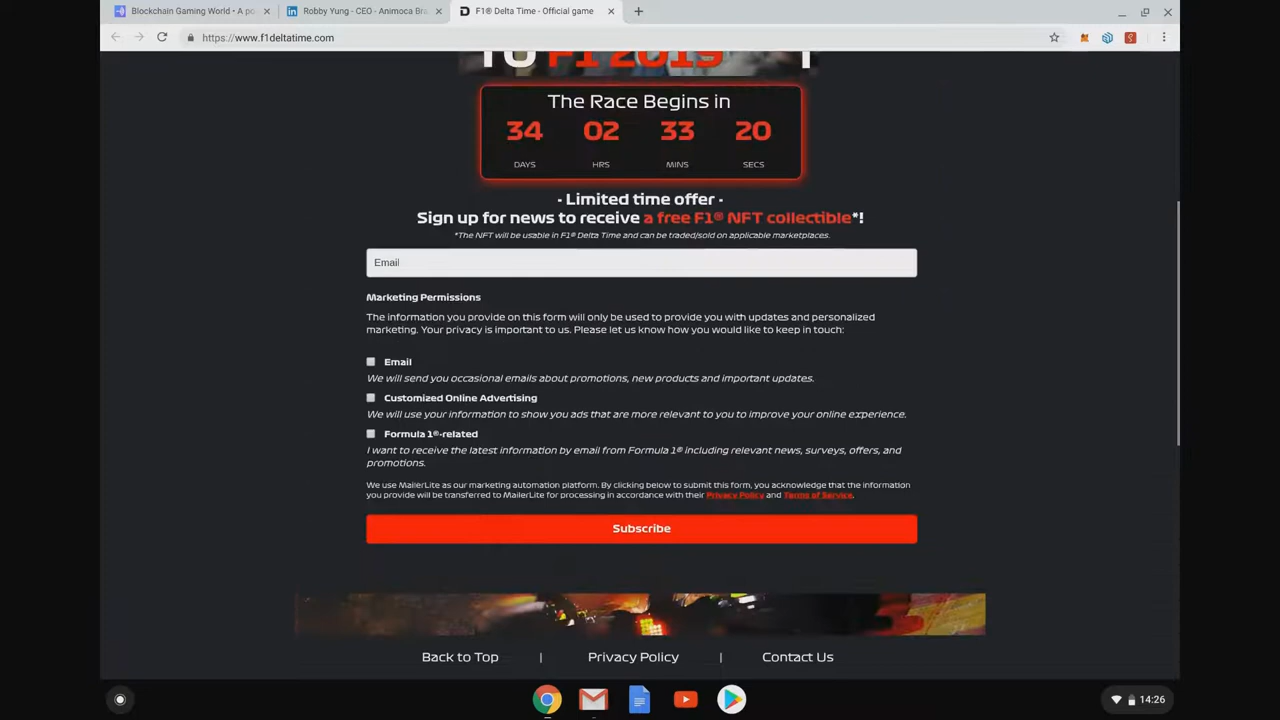 Blockchain Gaming World • A po
Robby Yung - CEO - Animoca Bra
F1® Delta Time - Official game
https://www.f1deltatime.com
TO F1 2019
The Race Begins in
34 02 33 20
DAYS HRS MINS SECS
- Limited time offer -
Sign up for news to receive a free F1® NFT collectible*!
*The NFT will be usable in F1® Delta Time and can be traded/sold on applicable marketplaces.
Email
Marketing Permissions
The information you provide on this form will only be used to provide you with updates and personalized
marketing. Your privacy is important to us. Please let us know how you would like to keep in touch:
Email
We will send you occasional emails about promotions, new products and important updates.
Customized Online Advertising
We will use your information to show you ads that are more relevant to you to improve your online experience.
Formula 1®-related
I want to receive the latest information by email from Formula 1® including relevant news, surveys, offers, and
promotions.
We use MailerLite as our marketing automation platform. By clicking below to submit this form, you acknowledge that the information
you provide will be transferred to MailerLite for processing in accordance with their Privacy Policy and Terms of Service.
Subscribe
Back to Top | Privacy Policy | Contact Us
14:26